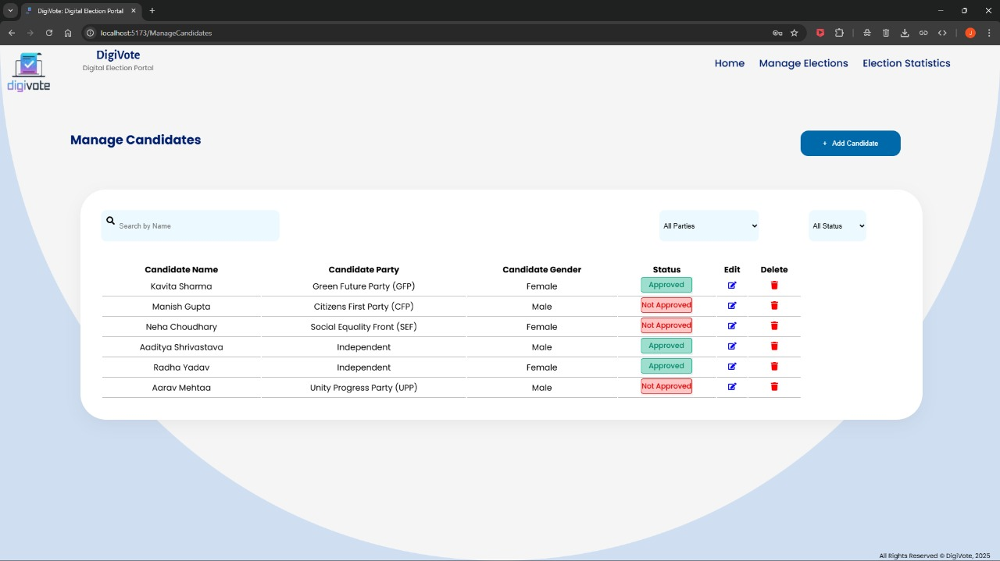 DigiVote: Digital Election Portal
localhost:5173/ManageCandidates
J
digivote
DigiVote
Digital Election Portal
Home Manage Elections Election Statistics
Manage Candidates
+ Add Candidate
Search by Name
All Parties
All Status
Candidate Name Candidate Party Candidate Gender Status Edit Delete
Kavita Sharma Green Future Party (GFP) Female Approved
Manish Gupta Citizens First Party (CFP) Male Not Approved
Neha Choudhary Social Equality Front (SEF) Female Not Approved
Aaditya Shrivastava Independent Male Approved
Radha Yadav Independent Female Approved
Aarav Mehtaa Unity Progress Party (UPP) Male Not Approved
All Rights Reserved © DigiVote, 2025